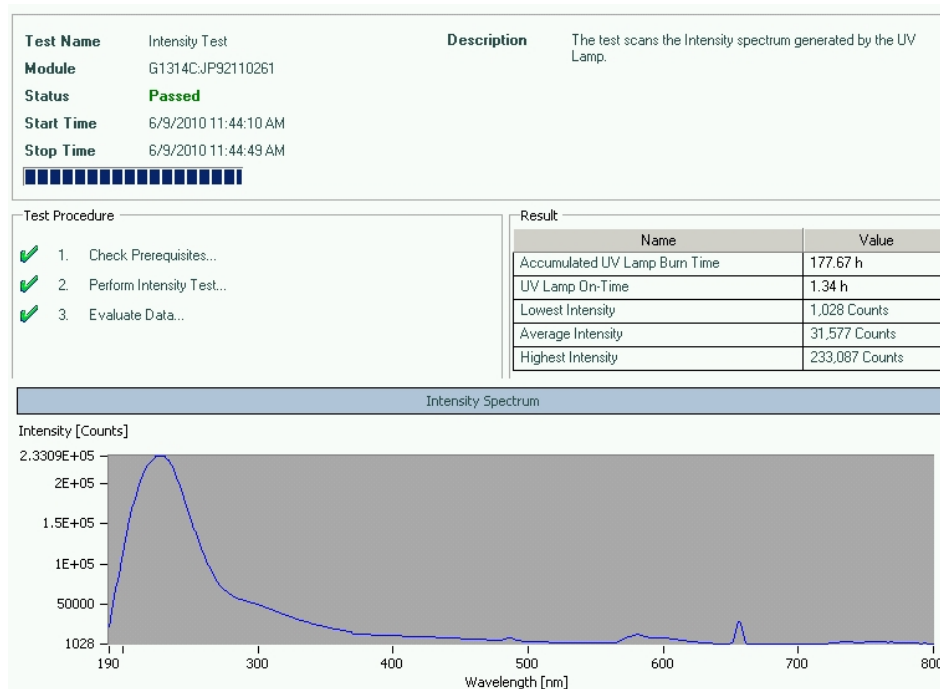 Test Name Intensity Test
Module G1314C:JP92110261
Status Passed
Start Time 6/9/2010 11:44:10 AM
Stop Time 6/9/2010 11:44:49 AM
Description The test scans the Intensity spectrum generated by the UV
Lamp.
Test Procedure
1. Check Prerequisites...
2. Perform Intensity Test...
3. Evaluate Data...
Result
Name Value
Accumulated UV Lamp Burn Time 177.67 h
UV Lamp On-Time 1.34 h
Lowest Intensity 1,028 Counts
Average Intensity 31,577 Counts
Highest Intensity 233,087 Counts
Intensity Spectrum
Intensity [Counts]
2.3309E+05
2E+05
1.5E+05
1E+05
50000
1028
190 300 400 500 600 700 800
Wavelength [nm]